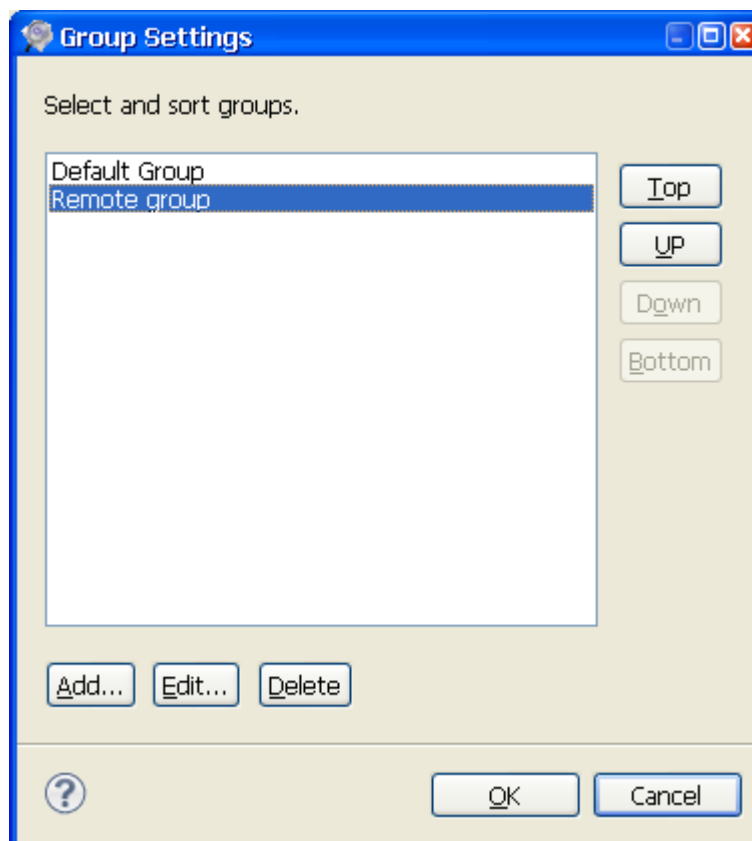 Group Settings
Select and sort groups.
Default Group
Remote group
Top
UP
Down
Bottom
Add... Edit... Delete
?
OK Cancel